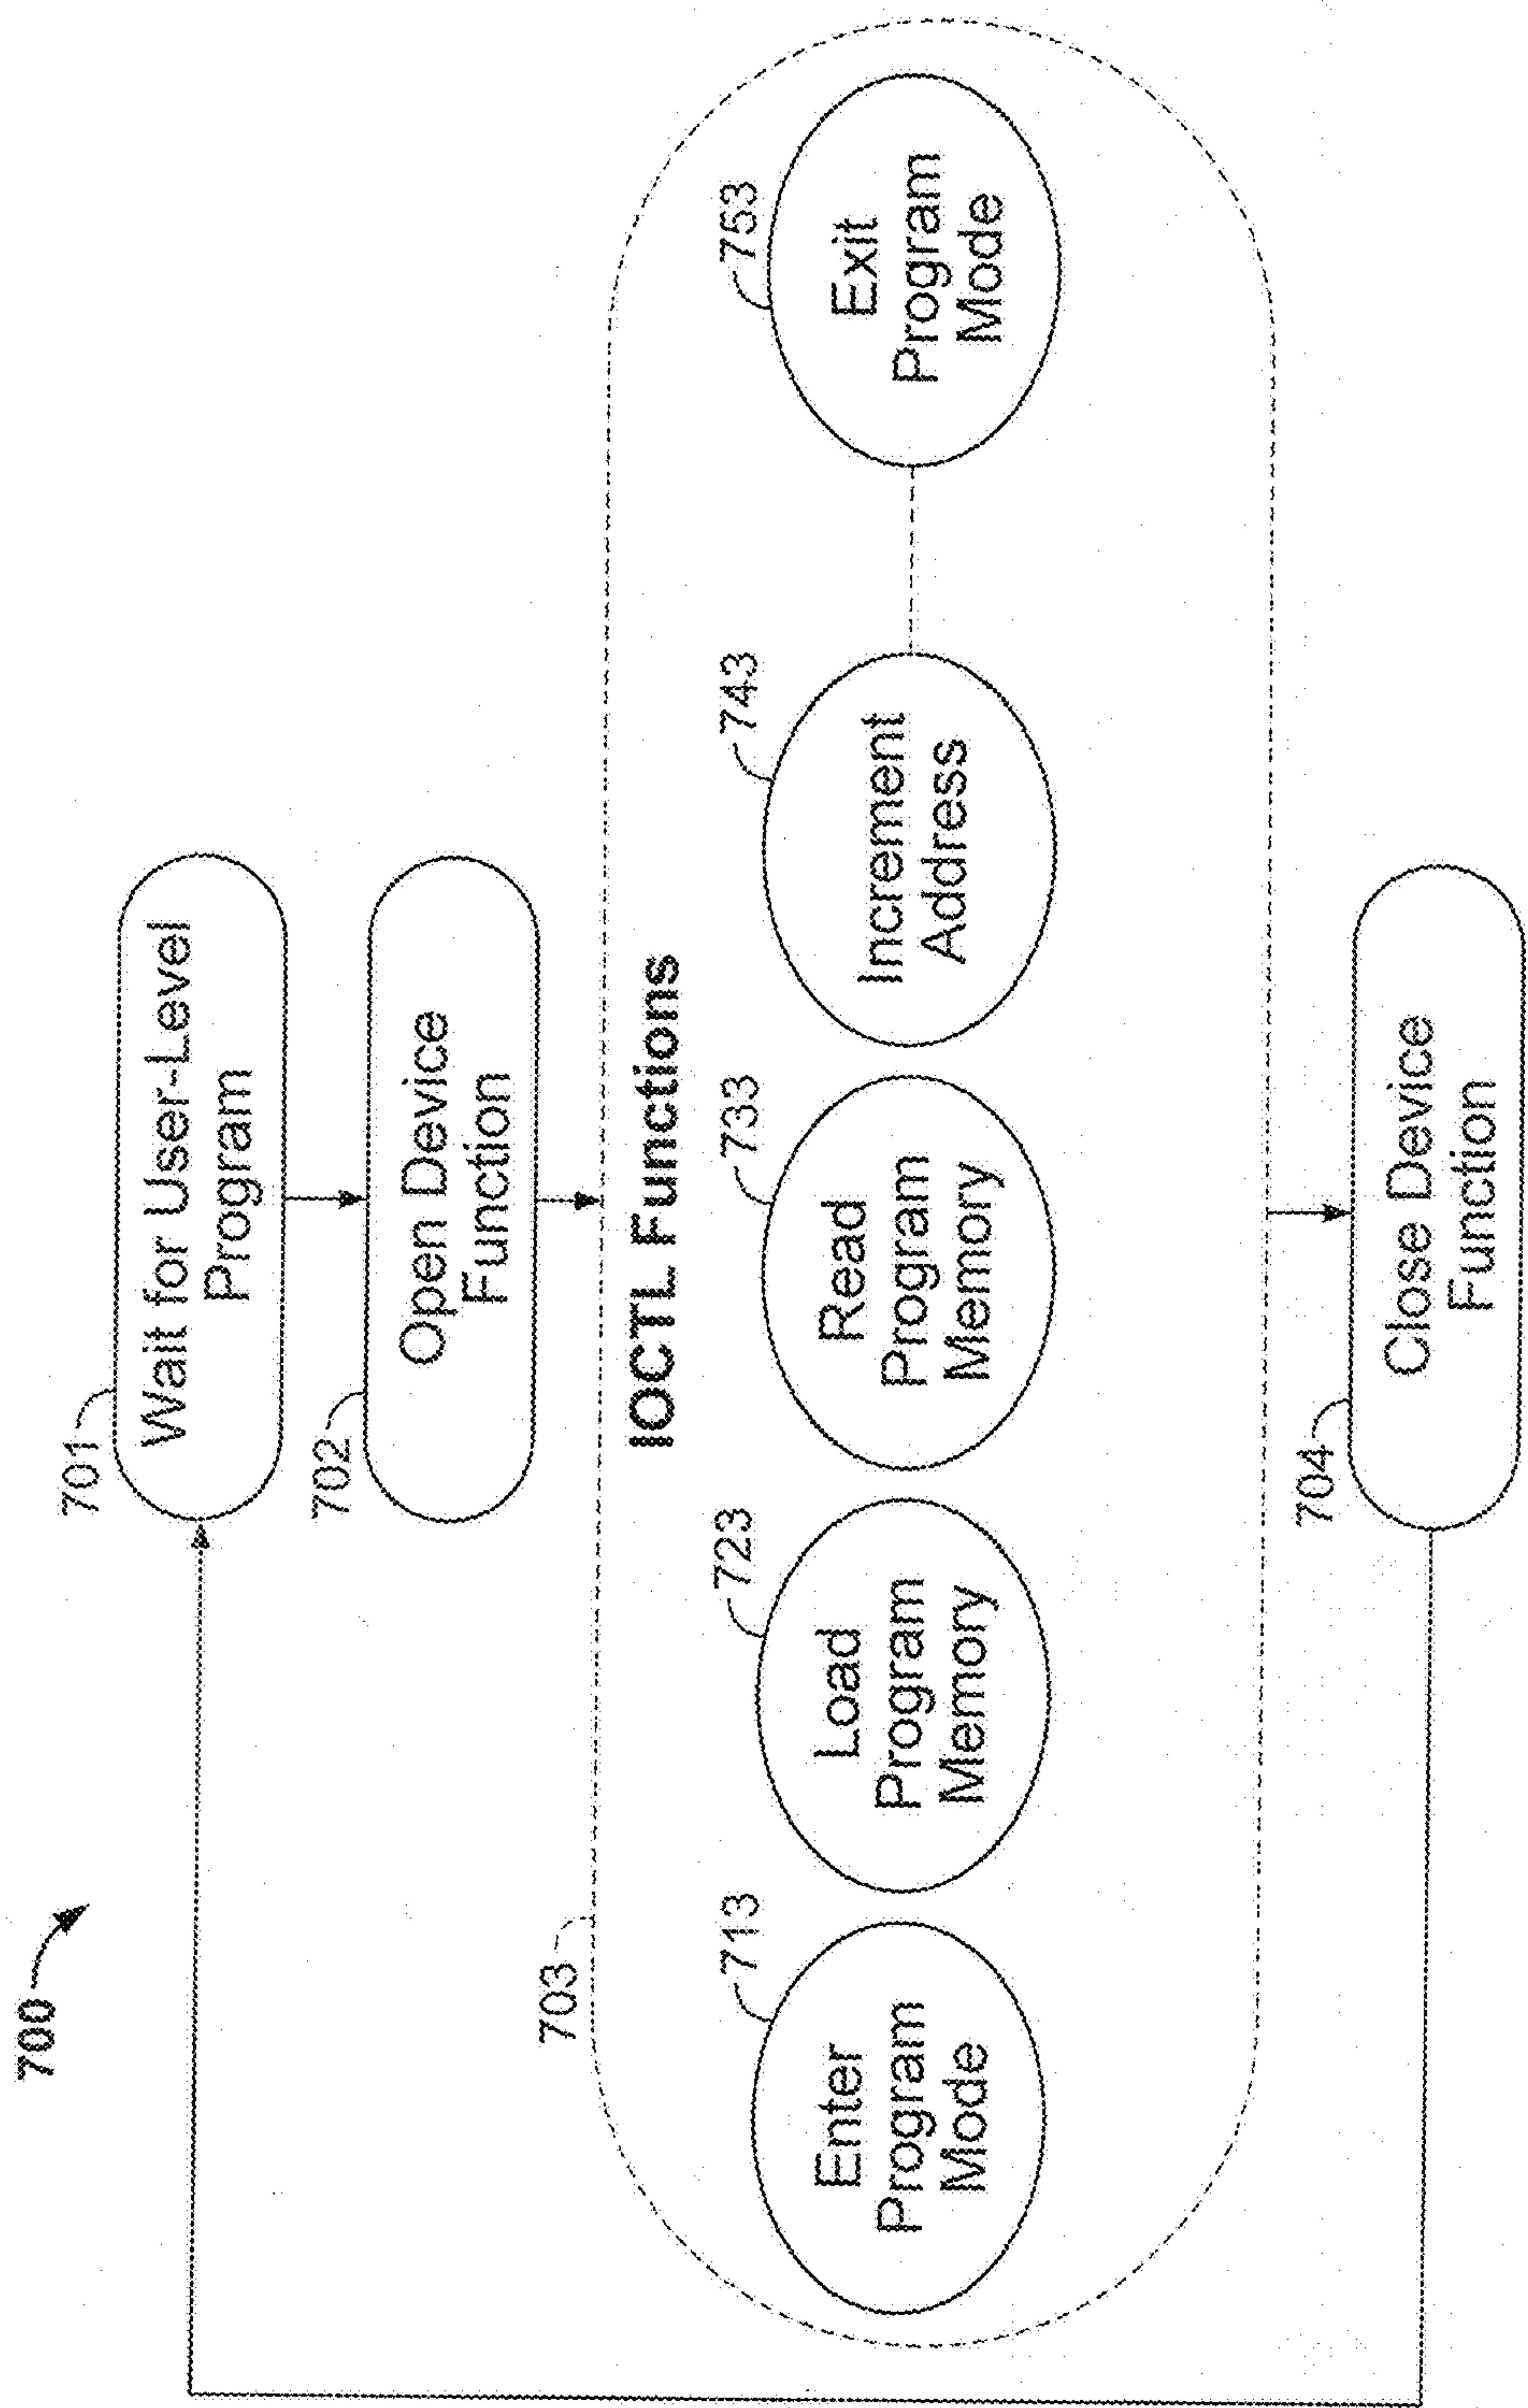 700
701
Wait for User-Level
Program
702
Open Device
Function
703
IOCTL Functions
713
Enter
Program
Mode
723
Load
Program
Memory
733
Read
Program
Memory
743
Increment
Address
753
Exit
Program
Mode
704
Close Device
Function